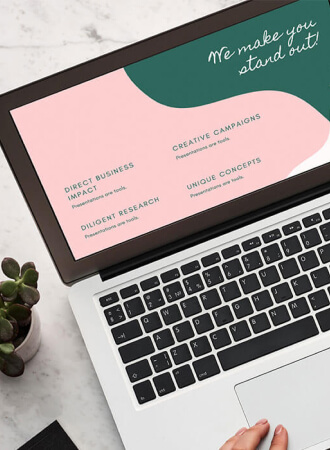 We make you
stand out!
DIRECT BUSINESS
IMPACT
Presentations are tools.
CREATIVE CAMPAIGNS
Presentations are tools.
DILIGENT RESEARCH
Presentations are tools.
UNIQUE CONCEPTS
Presentations are tools.